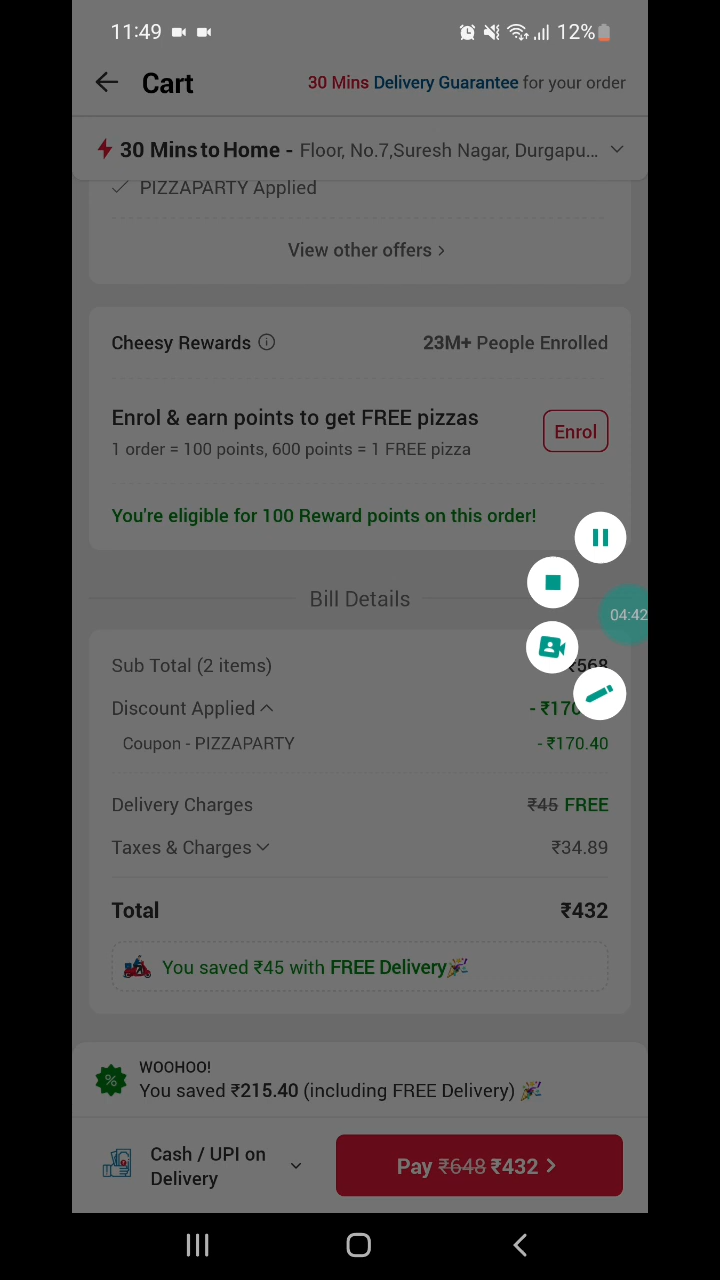 11:49 12%
Cart 30 Mins Delivery Guarantee for your order
30 Mins to Home - Floor, No.7,Suresh Nagar, Durgapu...
PIZZAPARTY Applied
View other offers >
Cheesy Rewards 23M+ People Enrolled
Enrol & earn points to get FREE pizzas
1 order = 100 points, 600 points = 1 FREE pizza
Enrol
You're eligible for 100 Reward points on this order!
Bill Details
04:42
Sub Total (2 items) ₹568
Discount Applied - ₹170
Coupon - PIZZAPARTY - ₹170.40
Delivery Charges ₹45 FREE
Taxes & Charges ₹34.89
Total ₹432
You saved ₹45 with FREE Delivery🎉
WOOHOO!
You saved ₹215.40 (including FREE Delivery) 🎉
Cash / UPI on
Delivery
Pay ₹648 ₹432 >